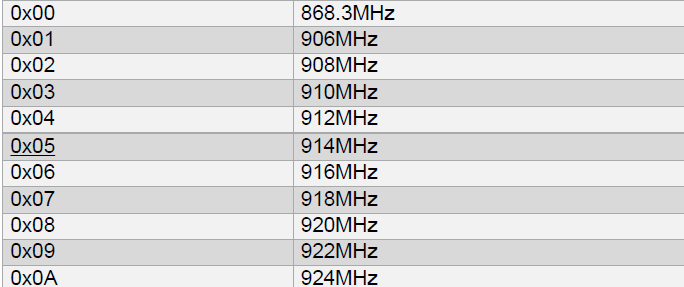 0x00 868.3MHz
0x01 906MHz
0x02 908MHz
0x03 910MHz
0x04 912MHz
0x05 914MHz
0x06 916MHz
0x07 918MHz
0x08 920MHz
0x09 922MHz
0x0A 924MHz